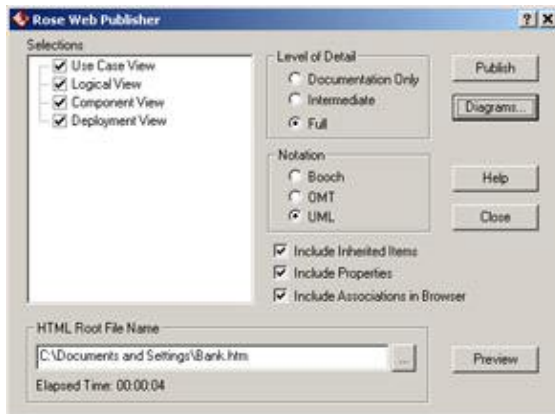 Rose Web Publisher
Selections
Use Case View
Logical View
Component View
Deployment View
Level of Detail
Documentation Only
Intermediate
Full
Notation
Booch
OMT
UML
Include Inherited Items
Include Properties
Include Associations in Browser
Publish
Diagrams...
Help
Close
HTML Root File Name
C:\Documents and Settings\Bank.htm
...
Elapsed Time: 00:00:04
Preview